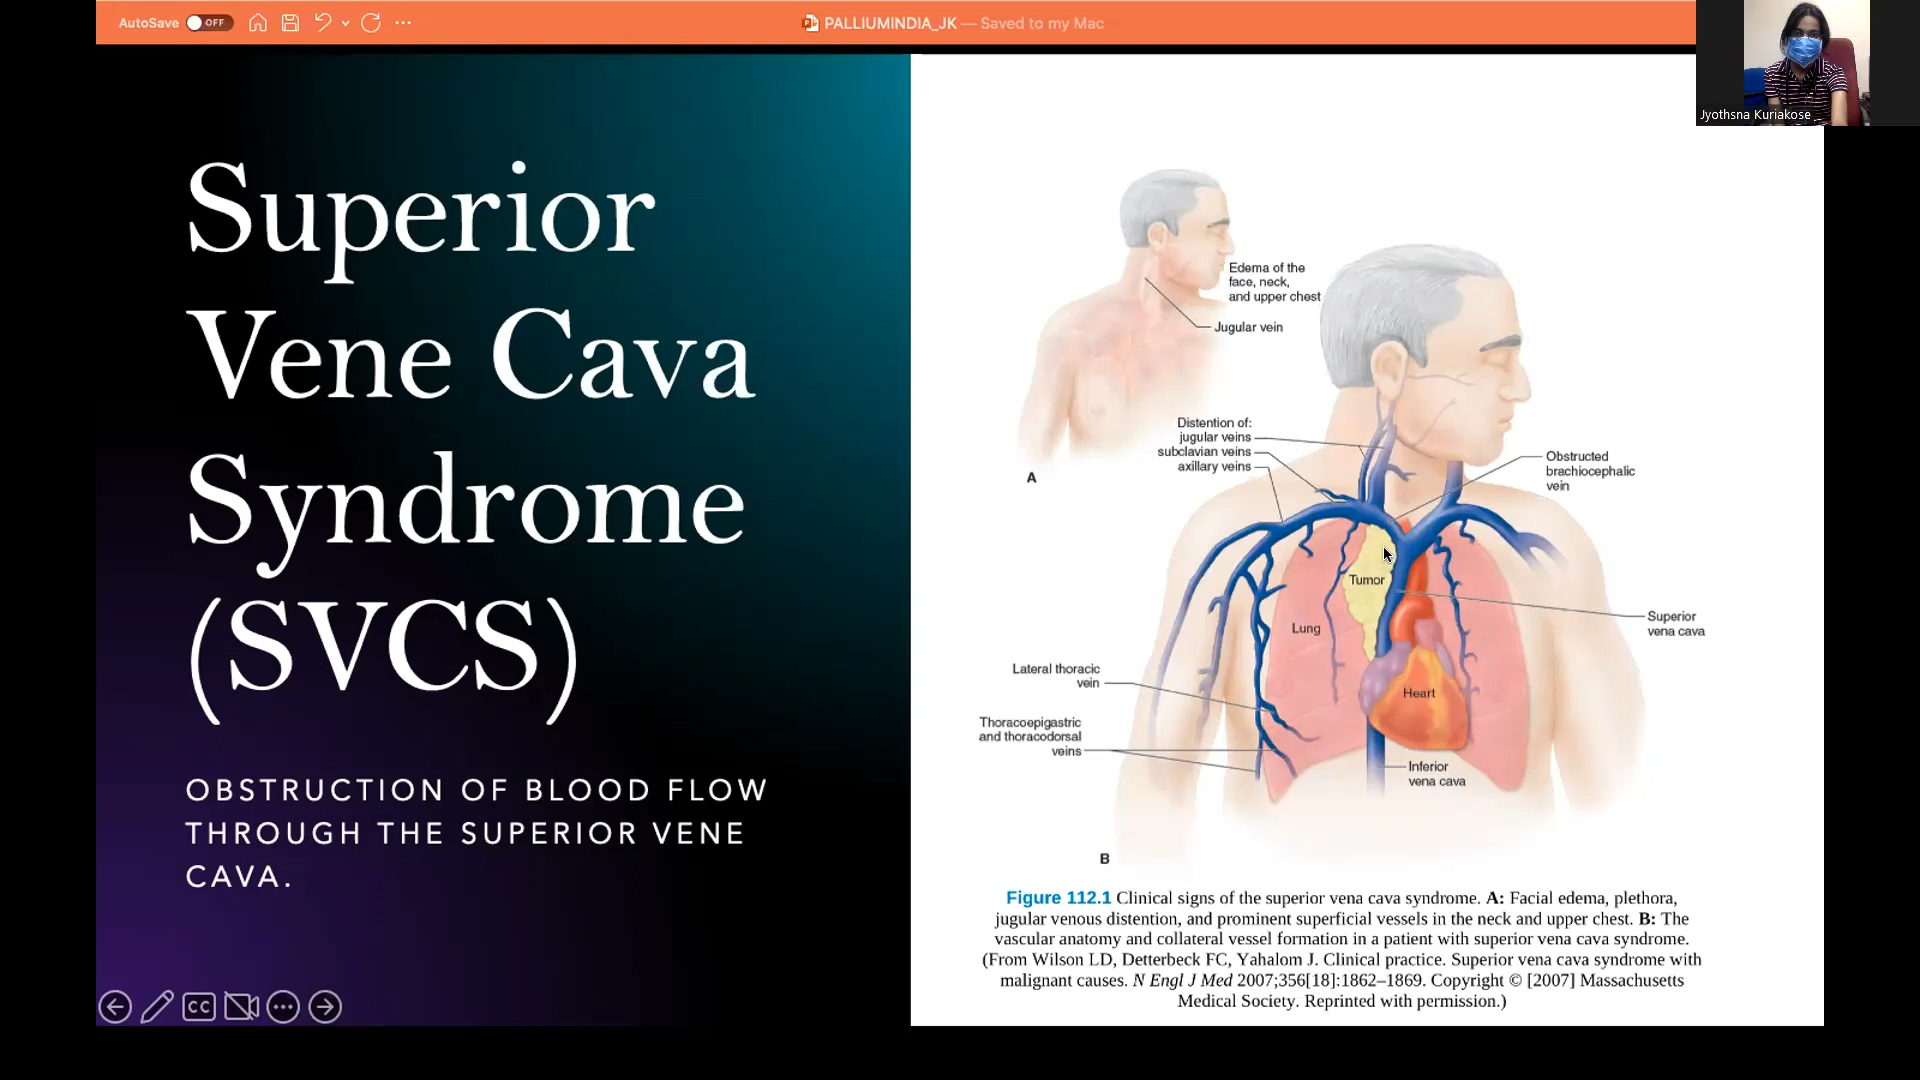 AutoSave OFF
PALLIUMINDIA_JK — Saved to my Mac
Jyothsna Kuriakose
Superior
Vene Cava
Syndrome
(SVCS)
OBSTRUCTION OF BLOOD FLOW
THROUGH THE SUPERIOR VENE
CAVA.
CC
Edema of the
face, neck,
and upper chest
Jugular vein
A
Distention of:
jugular veins
subclavian veins
axillary veins
Obstructed
brachiocephalic
vein
Tumor
Lung
Superior
vena cava
Lateral thoracic
vein
Heart
Thoracoepigastric
and thoracodorsal
veins
Inferior
vena cava
B
Figure 112.1 Clinical signs of the superior vena cava syndrome. A: Facial edema, plethora,
jugular venous distention, and prominent superficial vessels in the neck and upper chest. B: The
vascular anatomy and collateral vessel formation in a patient with superior vena cava syndrome.
(From Wilson LD, Detterbeck FC, Yahalom J. Clinical practice. Superior vena cava syndrome with
malignant causes. N Engl J Med 2007;356[18]:1862–1869. Copyright © [2007] Massachusetts
Medical Society. Reprinted with permission.)